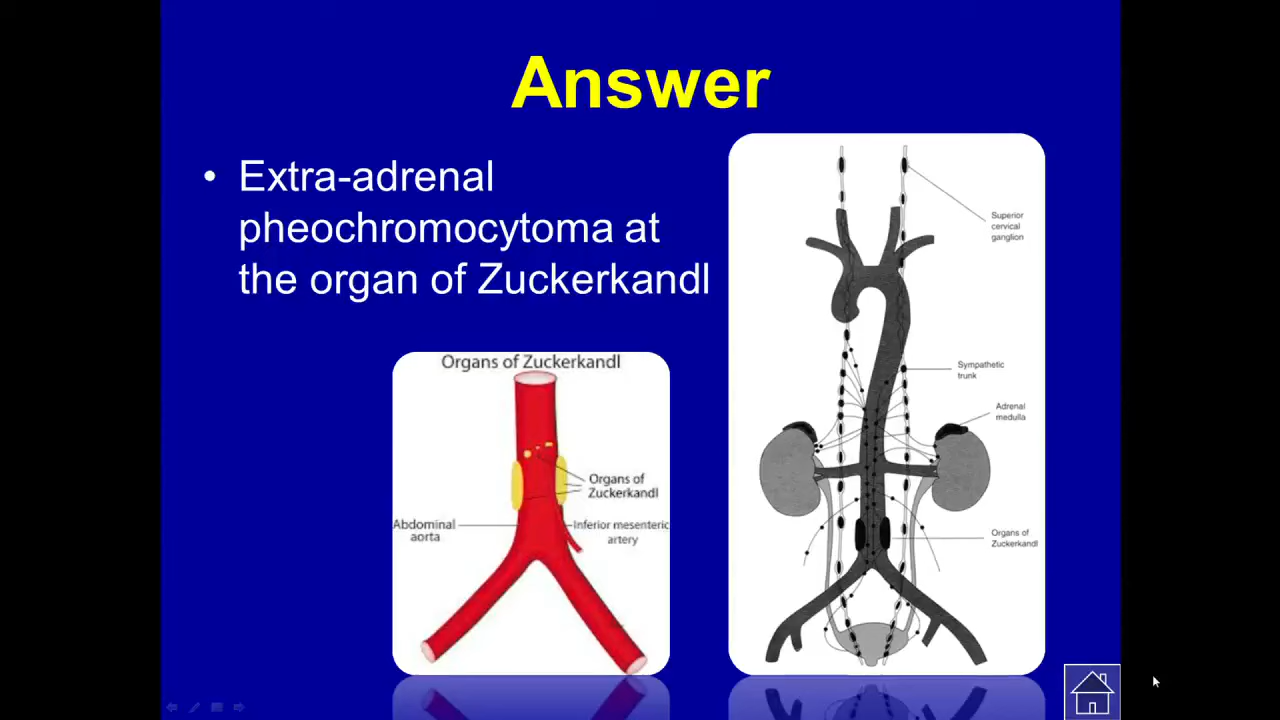 Answer
• Extra-adrenal
pheochromocytoma at
the organ of Zuckerkandl
Organs of Zuckerkandl
Organs of
Zuckerkandl
Abdominal
aorta
Inferior mesenteric
artery
Superior
cervical
ganglion
Sympathetic
trunk
Adrenal
medulla
Organs of
Zuckerkandl